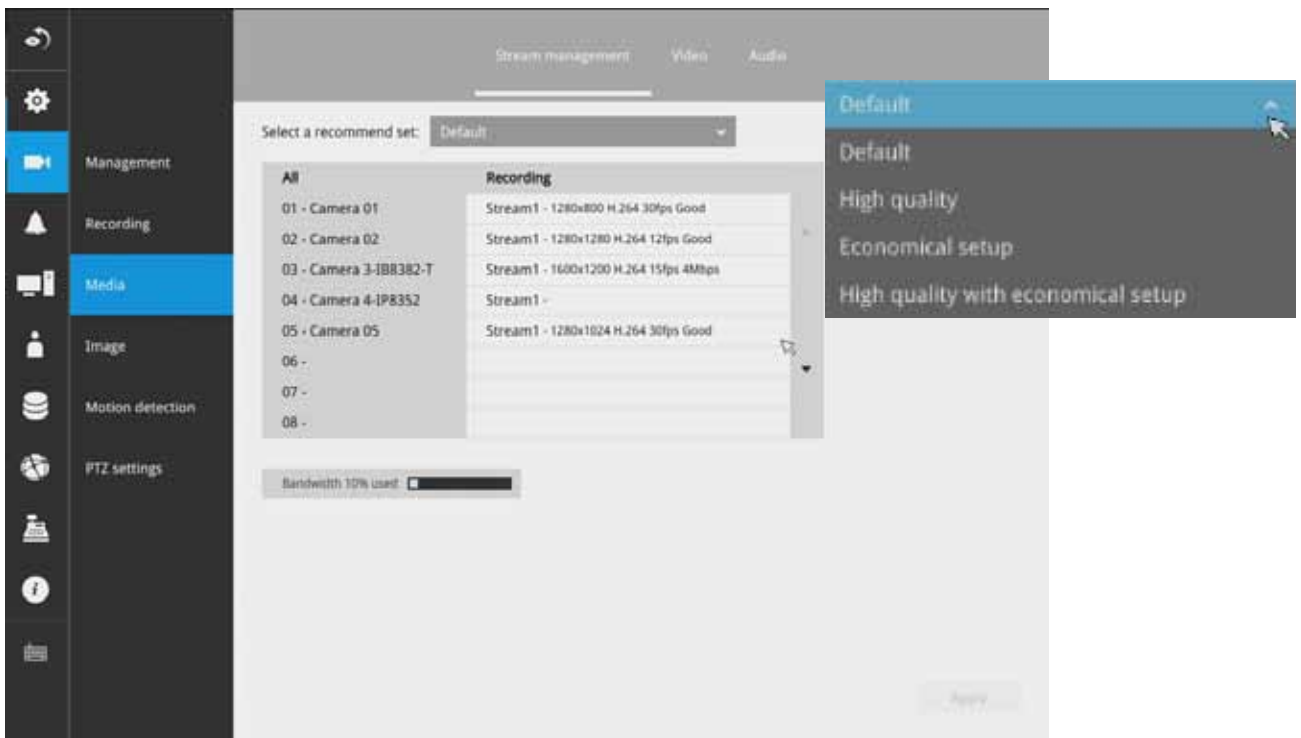 Stream management Video Audio
Select a recommend set: Default
All Recording
01 - Camera 01 Stream1 - 1280x800 H.264 30fps Good
02 - Camera 02 Stream1 - 1280x1280 H.264 12fps Good
03 - Camera 3-IB8382-T Stream1 - 1600x1200 H.264 15fps 4Mbps
04 - Camera 4-IP8352 Stream1 -
05 - Camera 05 Stream1 - 1280x1024 H.264 30fps Good
06 -
07 -
08 -
Bandwidth 10% used
Apply
Management
Recording
Media
Image
Motion detection
PTZ settings
Default
Default
High quality
Economical setup
High quality with economical setup